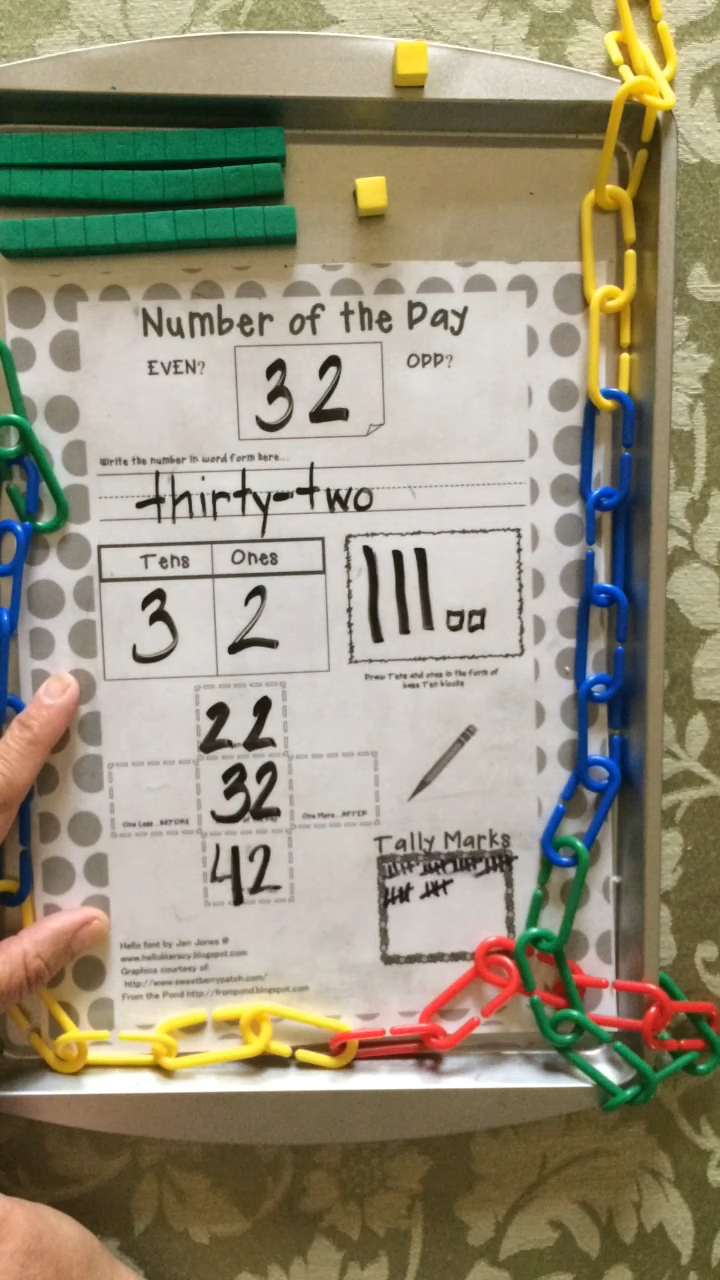 Number of the Day
EVEN? 32 ODD?
Write the number in word form here...
thirty-two
Tens Ones
3 2
Draw Tens and ones in the form of
base Ten blocks
22
32
One Less...BEFORE One More...AFTER
42
Tally Marks
Hello font by Jen Jones @
www.helloliteracy.blogspot.com
Graphics courtesy of:
http://www.sweetberrypatch.com/
From the Pond http://frompond.blogspot.com